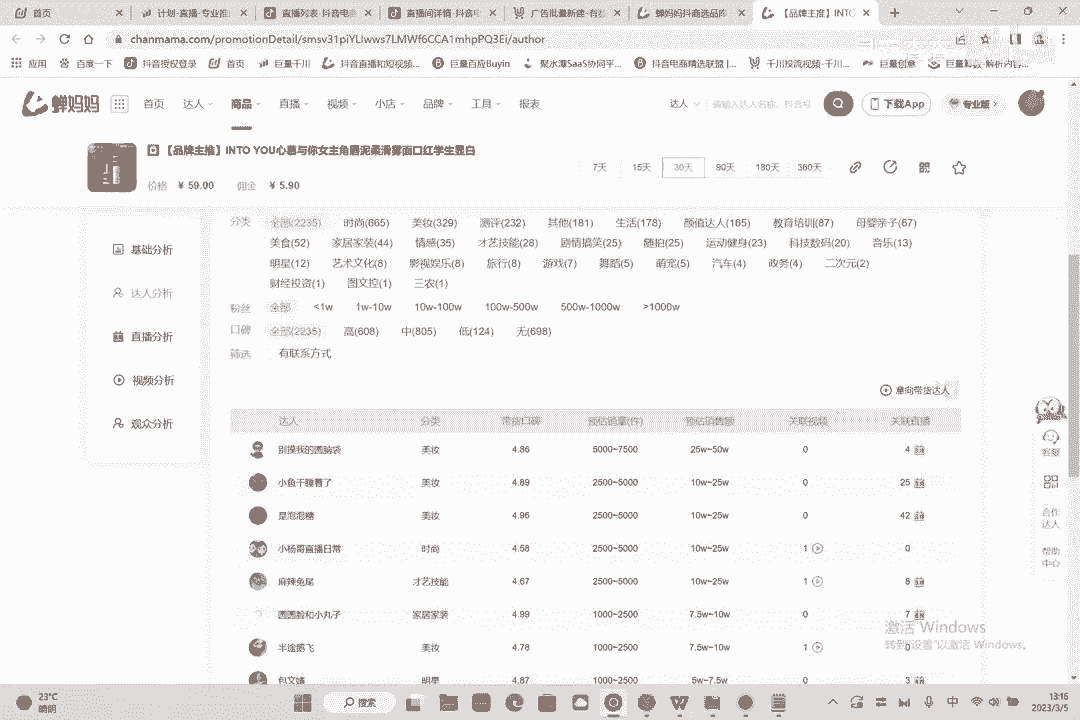 首页
计划-直播-专业推
直播列表-抖音电商
直播间详情-抖音电
广告批量新建-有数
蝉妈妈抖商选品库
【品牌主推】INTO
chanmama.com/promotionDetail/smsv31piYLlwws7LMWf6CCA1mhpPQ3Ei/author
应用 百度一下 抖音授权登录 首页 巨量千川 抖音直播和短视频... 巨量百应Buyin 聚水潭SaaS协同平... 抖音电商精选联盟 |... 千川投流视频-千川... 巨量创意 巨量算数-解析内容...
蝉妈妈 首页 达人 商品 直播 视频 小店 品牌 工具 报表 达人 请输入达人名称、抖音号 下载App 专业版
【品牌主推】INTO YOU心慕与你女主角唇泥柔滑雾面口红学生显白
价格 ¥ 59.00 佣金 ¥ 5.90
7天 15天 30天 90天 180天 360天
基础分析
达人分析
直播分析
视频分析
观众分析
分类 全部(2235) 时尚(665) 美妆(329) 测评(232) 其他(181) 生活(178) 颜值达人(165) 教育培训(87) 母婴亲子(67)
美食(52) 家居家装(44) 情感(35) 才艺技能(28) 剧情搞笑(25) 随拍(25) 运动健身(23) 科技数码(20) 音乐(13)
明星(12) 艺术文化(8) 影视娱乐(8) 旅行(8) 游戏(7) 舞蹈(5) 萌宠(5) 汽车(4) 政务(4) 二次元(2)
财经投资(1) 图文控(1) 三农(1)
粉丝 全部 <1w 1w-10w 10w-100w 100w-500w 500w-1000w >1000w
口碑 全部(2235) 高(608) 中(805) 低(124) 无(698)
筛选 有联系方式
意向带货达人
达人 分类 带货口碑 预估销量(件) 预估销售额 关联视频 关联直播
别摸我的圆脑袋 美妆 4.86 5000~7500 25w~50w 0 4
小鱼干睡着了 美妆 4.89 2500~5000 10w~25w 0 25
是泡泡糖 美妆 4.96 2500~5000 10w~25w 0 42
小杨哥直播日常 时尚 4.58 2500~5000 10w~25w 1 0
麻辣兔尾 才艺技能 4.67 2500~5000 10w~25w 1 8
圆圆脸和小丸子 家居家装 4.99 1000~2500 7.5w~10w 0 7
半途鹅飞 美妆 4.78 1000~2500 7.5w~10w 1 0
包文婧 明星 4.87 1000~2500 5w~7.5w 0 3
客服
合作
达人
帮助
中心
激活 Windows
转到"设置"以激活 Windows。
23°C
晴朗
搜索
中
13:16
2023/3/5